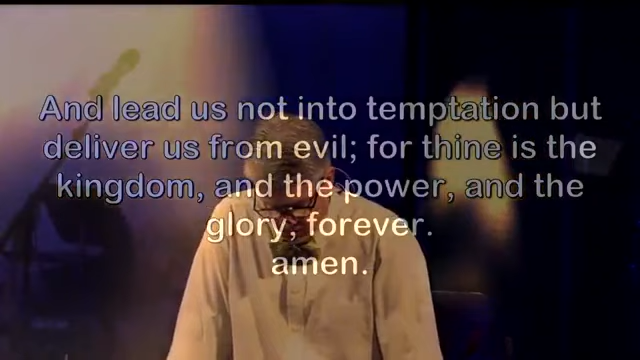 And lead us not into temptation but
deliver us from evil; for thine is the
kingdom, and the power, and the
glory, forever.
amen.